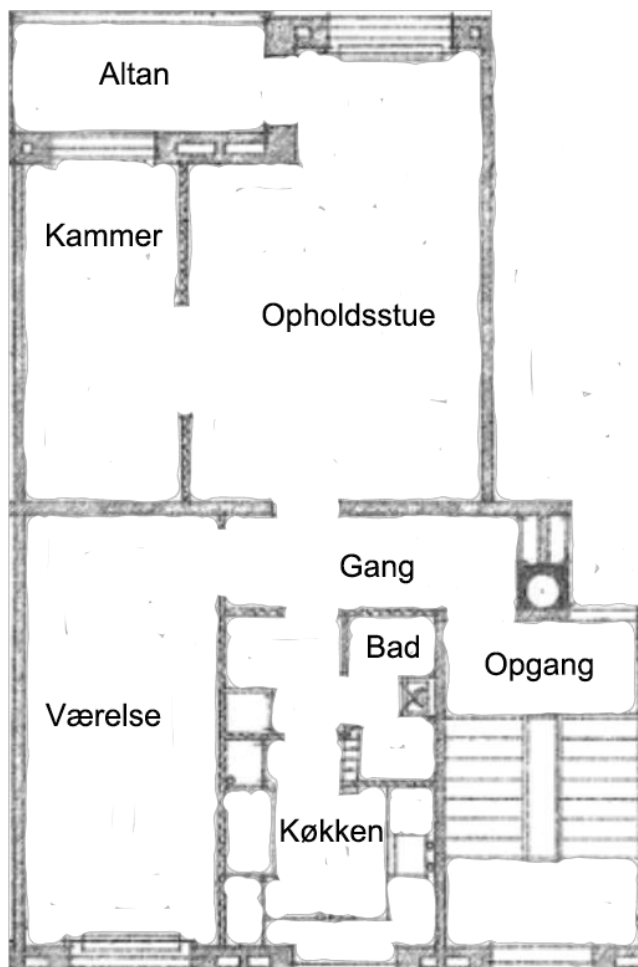 Altan
Kammer
Opholdsstue
Gang
Bad
Opgang
Værelse
Køkken